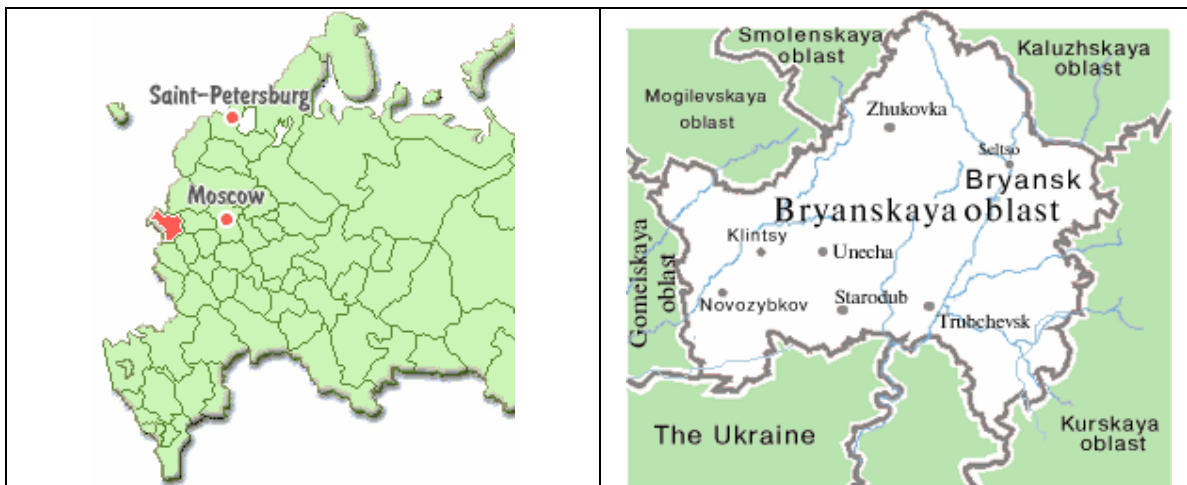 Saint-Petersburg
Moscow
Smolenskaya
oblast
Kaluzhskaya
oblast
Mogilevskaya
oblast
Zhukovka
Seltso
Bryansk
Bryanskaya oblast
Gomeiskaya
oblast
Klintsy
Unecha
Novozybkov
Starodub
Trubchevsk
The Ukraine
Kurskaya
oblast